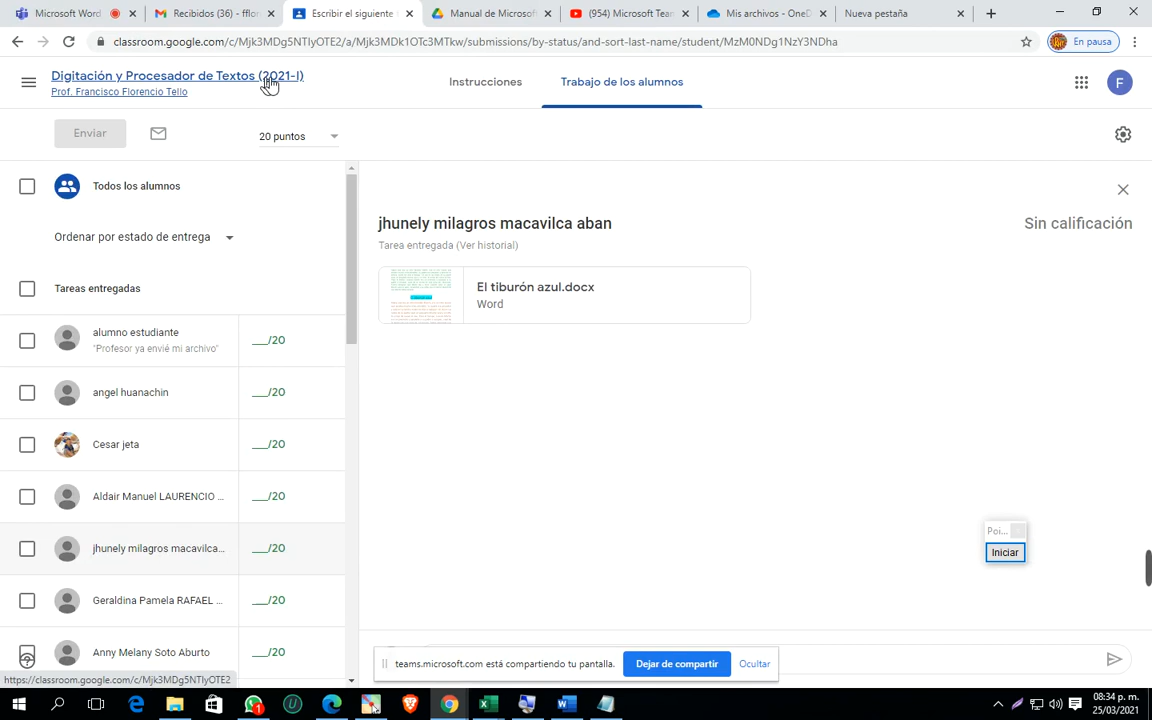 Microsoft Word
Recibidos (36) - fflor
Escribir el siguiente
Manual de Microsof
(954) Microsoft Team
Mis archivos - OneD
Nueva pestaña
classroom.google.com/c/Mjk3MDg5NTIyOTE2/a/Mjk3MDk1OTc3MTkw/submissions/by-status/and-sort-last-name/student/MzM0NDg1NzY3NDha
En pausa
Digitación y Procesador de Textos (2021-I)
Prof. Francisco Florencio Tello
Instrucciones
Trabajo de los alumnos
F
Enviar
20 puntos
Todos los alumnos
Ordenar por estado de entrega
Tareas entregadas
alumno estudiante
"Profesor ya envié mi archivo"
___/20
angel huanachin
___/20
Cesar jeta
___/20
Aldair Manuel LAURENCIO ...
___/20
jhunely milagros macavilca...
___/20
Geraldina Pamela RAFAEL ...
___/20
Anny Melany Soto Aburto
___/20
jhunely milagros macavilca aban
Sin calificación
Tarea entregada (Ver historial)
El tiburón azul.docx
Word
Poi...
Iniciar
teams.microsoft.com está compartiendo tu pantalla.
Dejar de compartir
Ocultar
https://classroom.google.com/c/Mjk3MDg5NTIyOTE2
08:34 p. m.
25/03/2021